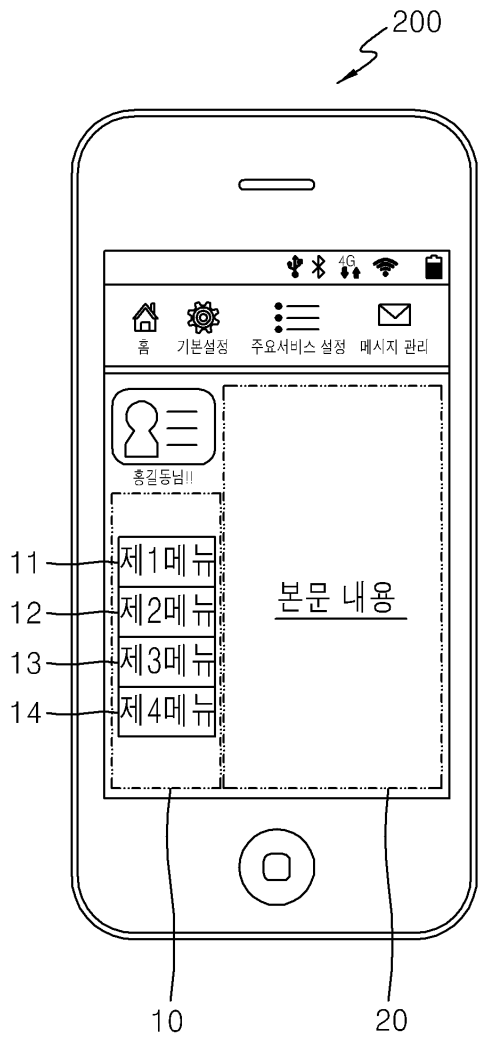 200
4G
홈 기본설정 주요서비스 설정 메시지 관리
홍길동님!!
11 제1메뉴
12 제2메뉴
본문 내용
13 제3메뉴
14 제4메뉴
10 20